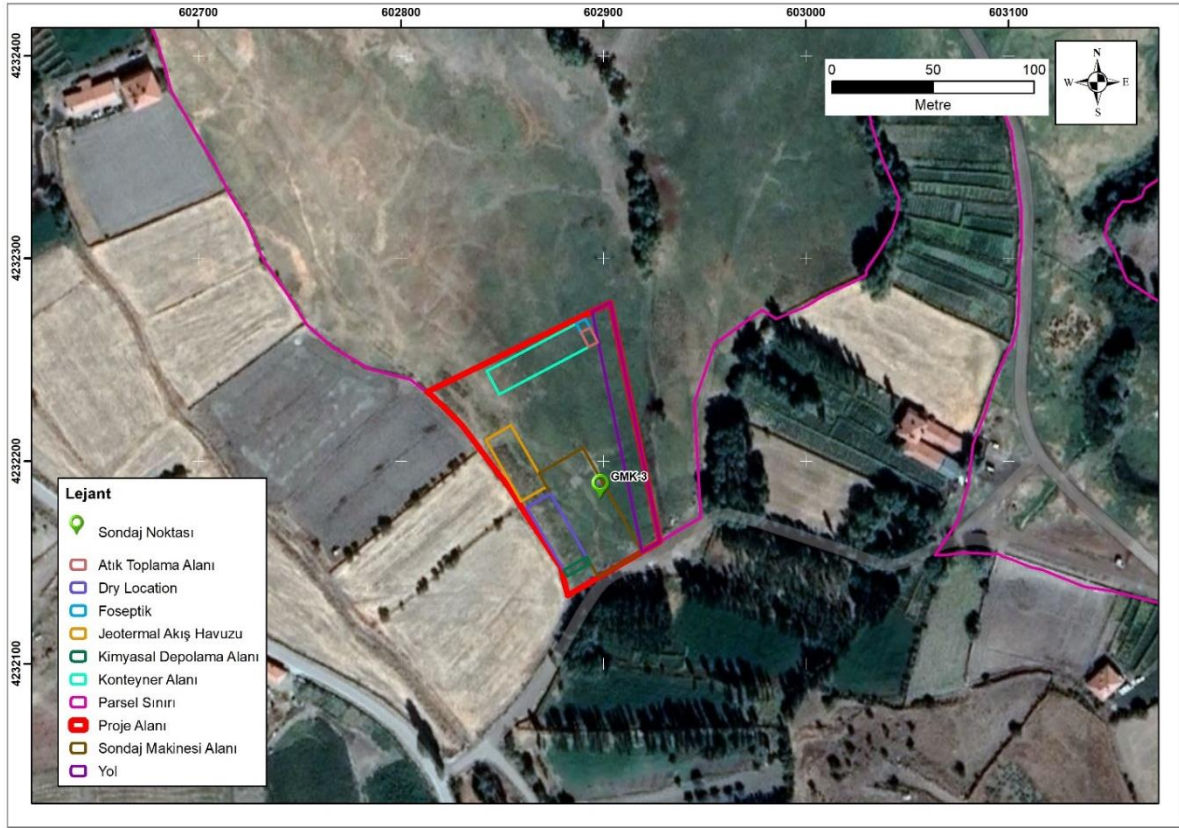 602700 602800 602900 603000 603100
4232400
4232300
4232200
4232100
0 50 100
Metre
N
W E
S
GMK-3
Lejant
Sondaj Noktası
Atık Toplama Alanı
Dry Location
Foseptik
Jeotermal Akış Havuzu
Kimyasal Depolama Alanı
Konteyner Alanı
Parsel Sınırı
Proje Alanı
Sondaj Makinesi Alanı
Yol